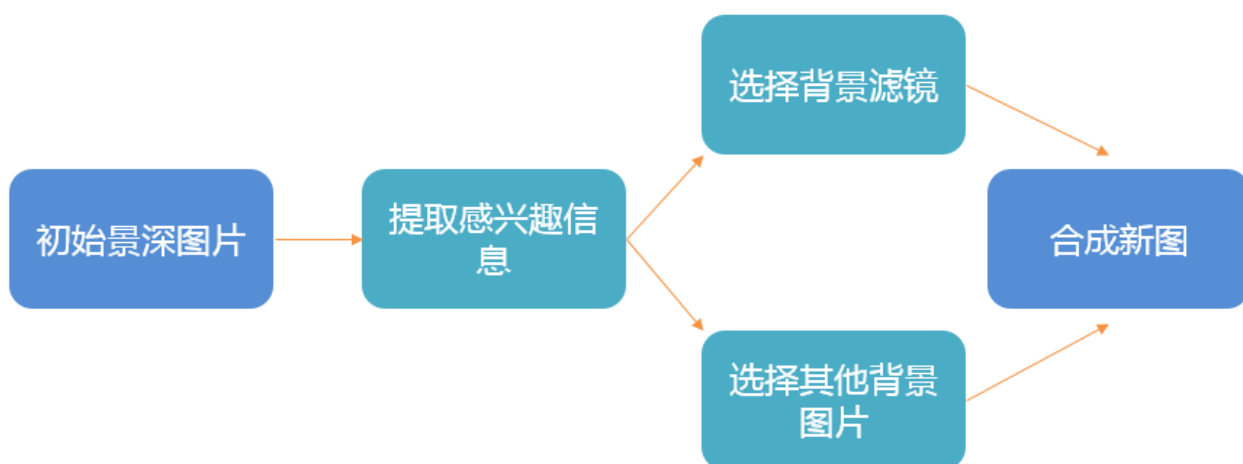 选择背景滤镜
初始景深图片
提取感兴趣信
息
合成新图
选择其他背景
图片